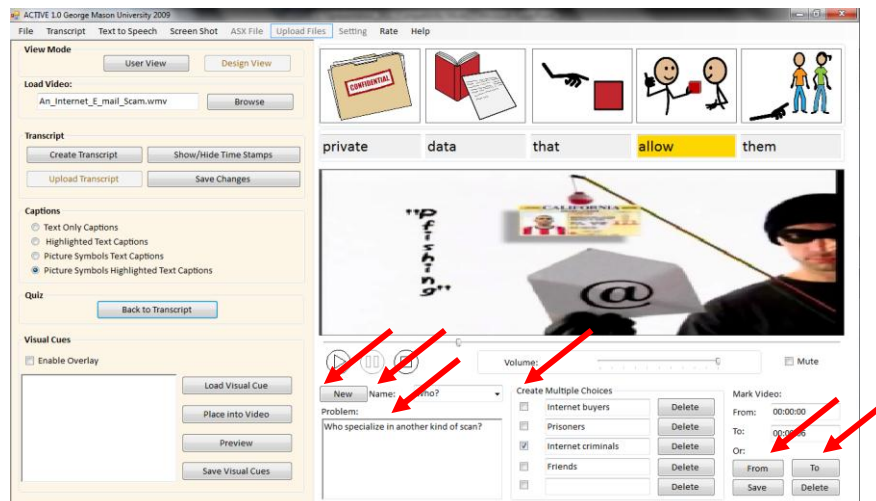 ACTIVE 1.0 George Mason University 2009
File Transcript Text to Speech Screen Shot ASX File Upload Files Setting Rate Help
View Mode
User View Design View
Load Video:
An_Internet_E_mail_Scam.wmv Browse
Transcript
Create Transcript Show/Hide Time Stamps
Upload Transcript Save Changes
Captions
Text Only Captions
Highlighted Text Captions
Picture Symbols Text Captions
Picture Symbols Highlighted Text Captions
Quiz
Back to Transcript
Visual Cues
Enable Overlay
Load Visual Cue
Place into Video
Preview
Save Visual Cues
CONFIDENTIAL
private data that allow them
"Pfishing"
CALIFORNIA
@
Volume: Mute
New Name: Who?
Problem:
Who specialize in another kind of scan?
Create Multiple Choices
Internet buyers Delete
Prisoners Delete
Internet criminals Delete
Friends Delete
Delete
Mark Video:
From: 00:00:00
To:
Or:
From To
Save Delete